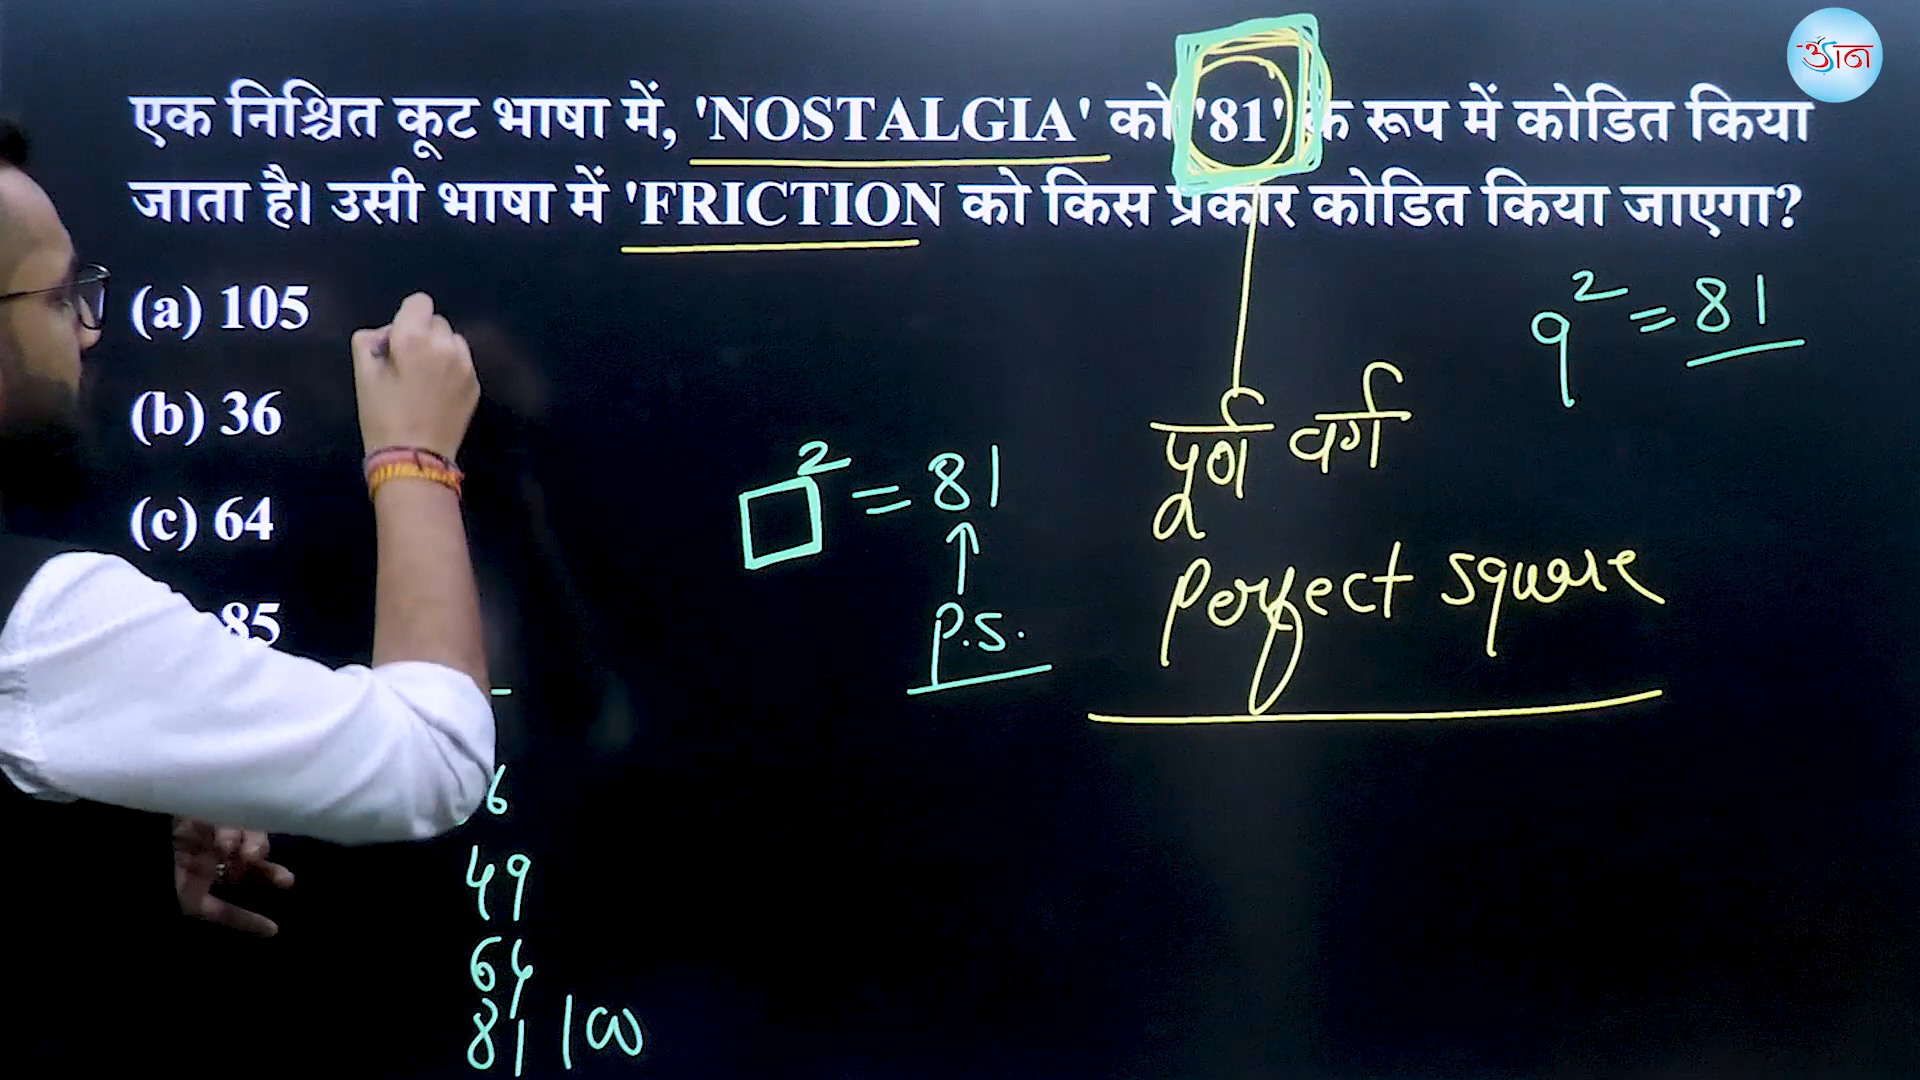 एक निश्चित कूट भाषा में, 'NOSTALGIA' को '81' के रूप में कोडित किया
जाता है। उसी भाषा में 'FRICTION को किस प्रकार कोडित किया जाएगा?
(a) 105
(b) 36
(c) 64
85
9² = 81
पूर्ण वर्ग
□² = 81
↑
P.S.
Perfect square
6
49
64
81 100